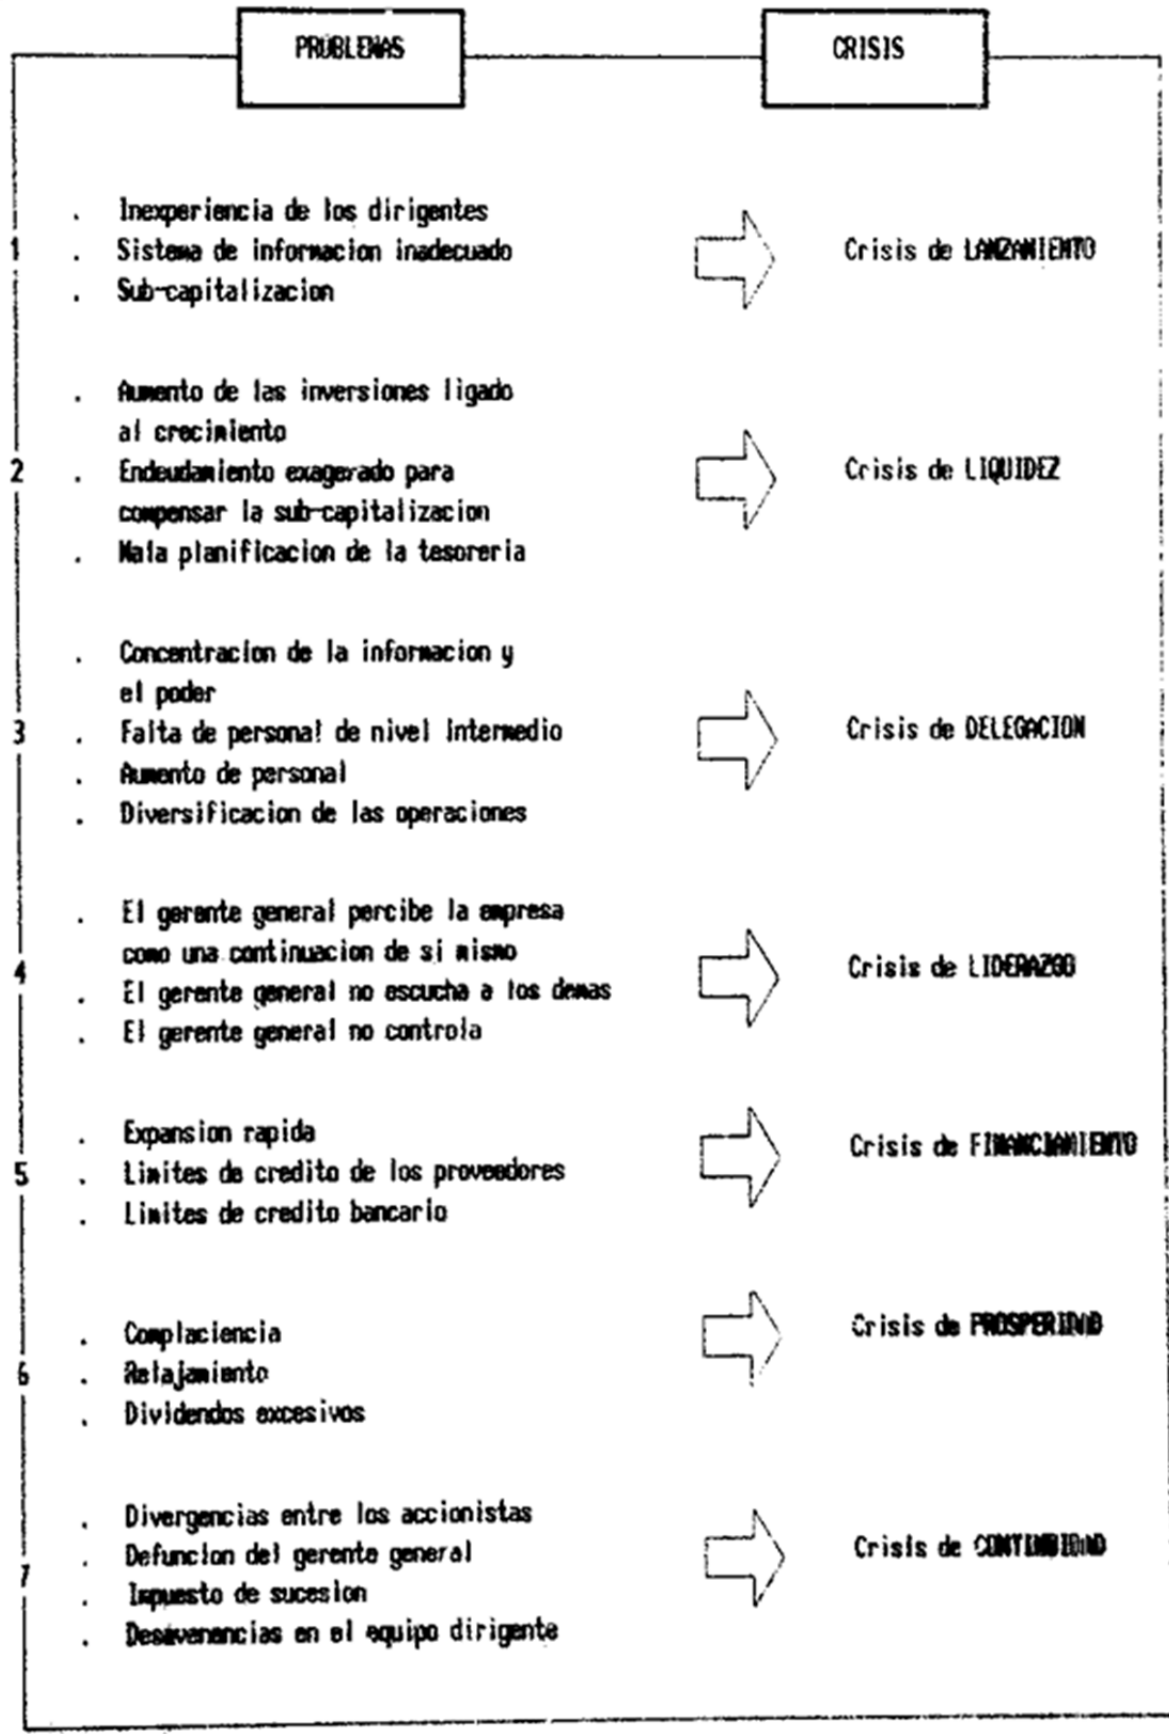 PROBLEMAS
CRISIS
. Inexperiencia de los dirigentes
1 . Sistema de informacion inadecuado
Crisis de LANZAMIENTO
. Sub-capitalizacion
. Aumento de las inversiones ligado
al crecimiento
2 . Endeudamiento exagerado para
Crisis de LIQUIDEZ
compensar la sub-capitalizacion
. Mala planificacion de la tesoreria
. Concentracion de la informacion y
el poder
3 . Falta de personal de nivel intermedio
Crisis de DELEGACION
. Aumento de personal
. Diversificacion de las operaciones
. El gerente general percibe la empresa
como una continuacion de si mismo
4
Crisis de LIDERAZGO
. El gerente general no escucha a los demas
. El gerente general no controla
. Expansion rapida
Crisis de FINANCIAMIENTO
5 . Limites de credito de los proveedores
. Limites de credito bancario
Crisis de PROSPERIDAD
. Complaciencia
6 . Relajamiento
. Dividendos excesivos
. Divergencias entre los accionistas
. Defuncion del gerente general
Crisis de CONTINUIDAD
7
. Impuesto de sucesion
. Desavenencias en el equipo dirigente